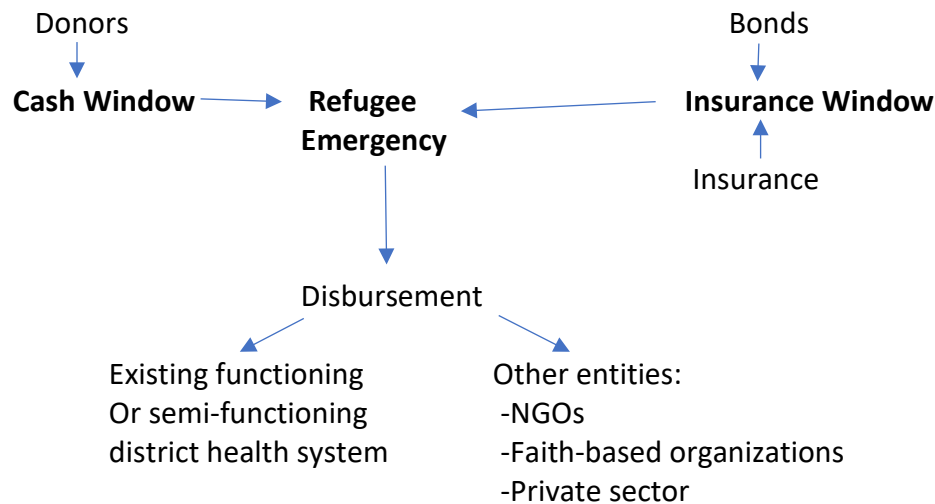 Donors
Bonds
Cash Window
Refugee
Emergency
Insurance Window
Insurance
Disbursement
Existing functioning
Or semi-functioning
district health system
Other entities:
-NGOs
-Faith-based organizations
-Private sector